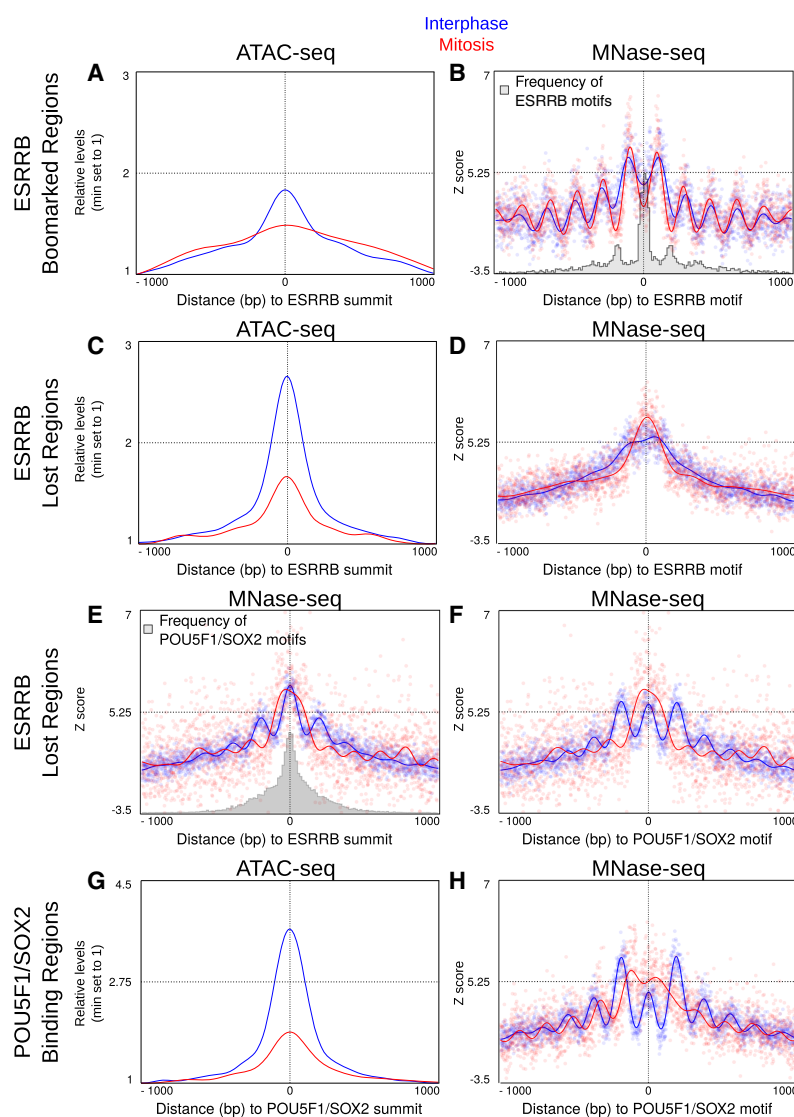 Interphase
Mitosis
ESRRB
Boomarked Regions
A
ATAC-seq
Relative levels
(min set to 1)
3
2
1
- 1000
0
1000
Distance (bp) to ESRRB summit
B
MNase-seq
Frequency of
ESRRB motifs
Z score
7
5.25
-3.5
- 1000
0
1000
Distance (bp) to ESRRB motif
ESRRB
Lost Regions
C
ATAC-seq
Relative levels
(min set to 1)
3
2
1
- 1000
0
1000
Distance (bp) to ESRRB summit
D
MNase-seq
Z score
7
5.25
-3.5
- 1000
0
1000
Distance (bp) to ESRRB motif
ESRRB
Lost Regions
E
MNase-seq
Frequency of
POU5F1/SOX2 motifs
Z score
7
5.25
-3.5
- 1000
0
1000
Distance (bp) to ESRRB summit
F
MNase-seq
Z score
7
5.25
-3.5
- 1000
0
1000
Distance (bp) to POU5F1/SOX2 motif
POU5F1/SOX2
Binding Regions
G
ATAC-seq
Relative levels
(min set to 1)
4.5
2.75
1
- 1000
0
1000
Distance (bp) to POU5F1/SOX2 summit
H
MNase-seq
Z score
7
5.25
-3.5
- 1000
0
1000
Distance (bp) to POU5F1/SOX2 motif